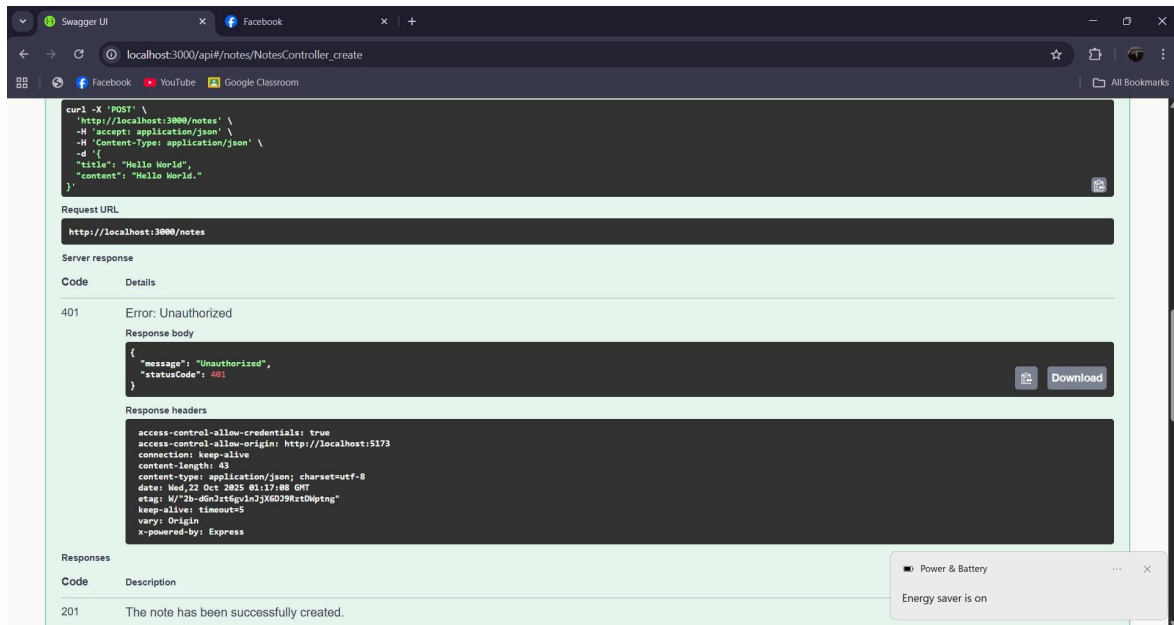 Swagger UI
Facebook
localhost:3000/api#/notes/NotesController_create
Facebook YouTube Google Classroom All Bookmarks
curl -X 'POST' \
'http://localhost:3000/notes' \
-H 'accept: application/json' \
-H 'Content-Type: application/json' \
-d '{
"title": "Hello World",
"content": "Hello World."
}'
Request URL
http://localhost:3000/notes
Server response
Code Details
401 Error: Unauthorized
Response body
{
"message": "Unauthorized",
"statusCode": 401
}
Download
Response headers
access-control-allow-credentials: true
access-control-allow-origin: http://localhost:5173
connection: keep-alive
content-length: 43
content-type: application/json; charset=utf-8
date: Wed,22 Oct 2025 01:17:08 GMT
etag: W/"2b-dGnJzt6gv1nJjX6DJ9RztDWptng"
keep-alive: timeout=5
vary: Origin
x-powered-by: Express
Responses
Code Description
201 The note has been successfully created.
Power & Battery
Energy saver is on